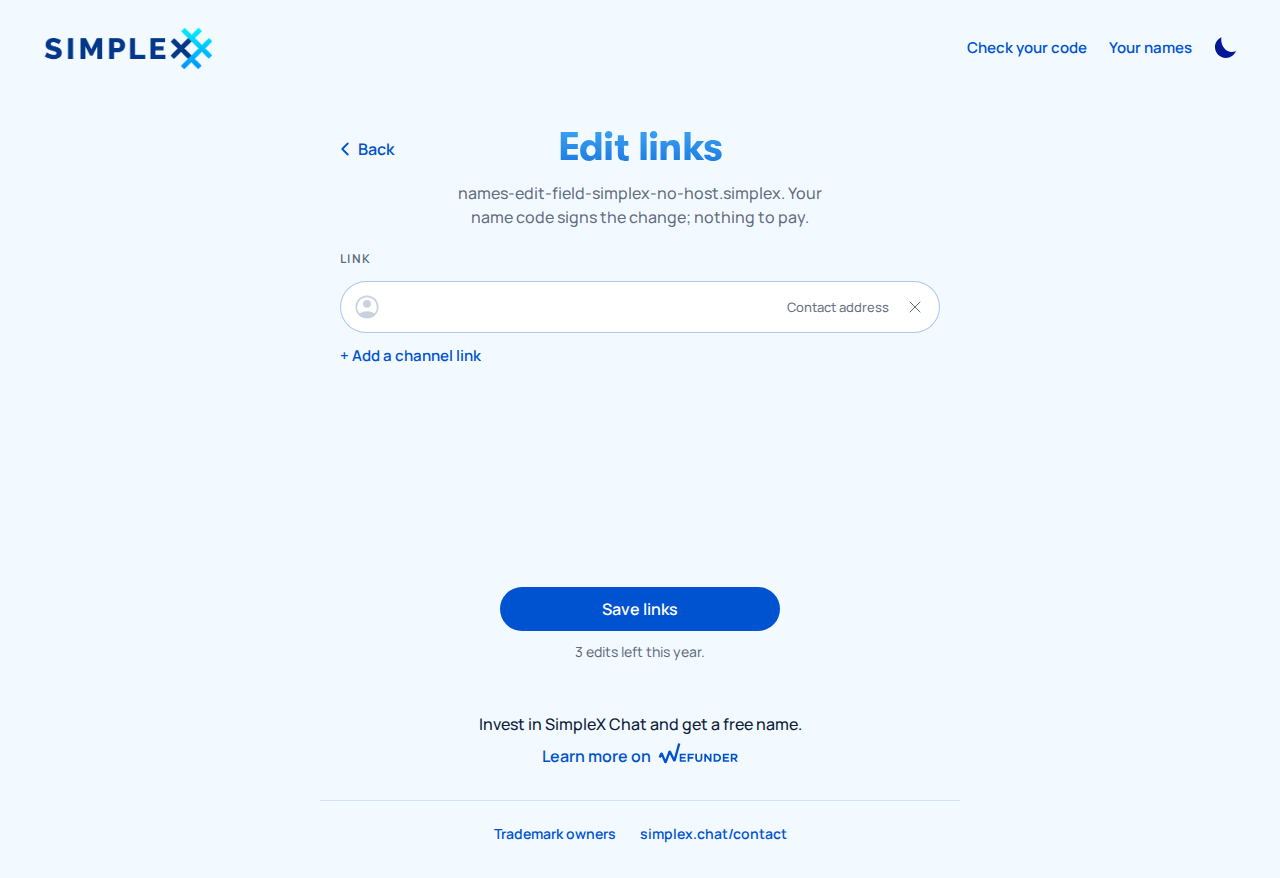 SIMPLEX
Check your code
Your names
Back
Edit links
names-edit-field-simplex-no-host.simplex. Your
name code signs the change; nothing to pay.
LINK
Contact address
+ Add a channel link
Save links
3 edits left this year.
Invest in SimpleX Chat and get a free name.
Learn more on WEFUNDER
Trademark owners
simplex.chat/contact